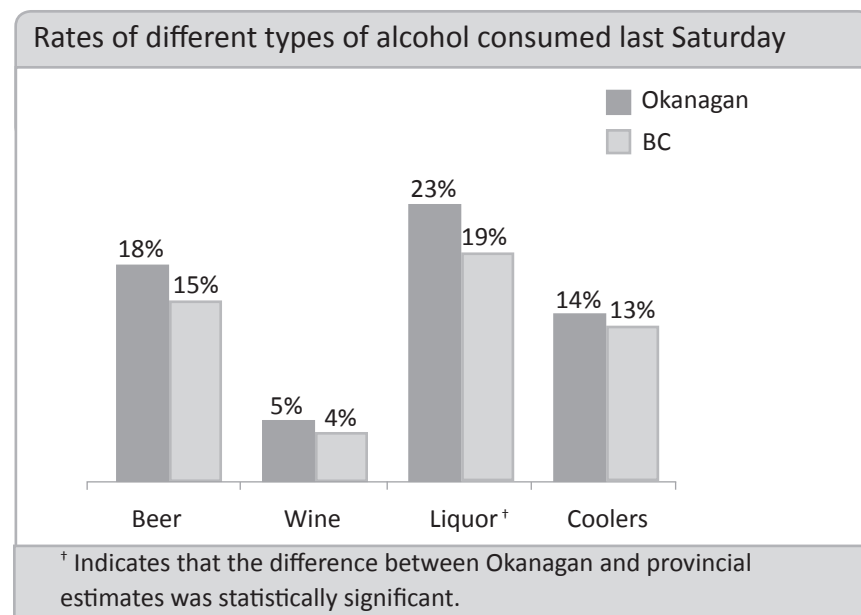 Rates of different types of alcohol consumed last Saturday
Okanagan
BC
18%
15%
5%
4%
23%
19%
14%
13%
Beer
Wine
Liquor †
Coolers
† Indicates that the difference between Okanagan and provincial
estimates was statistically significant.